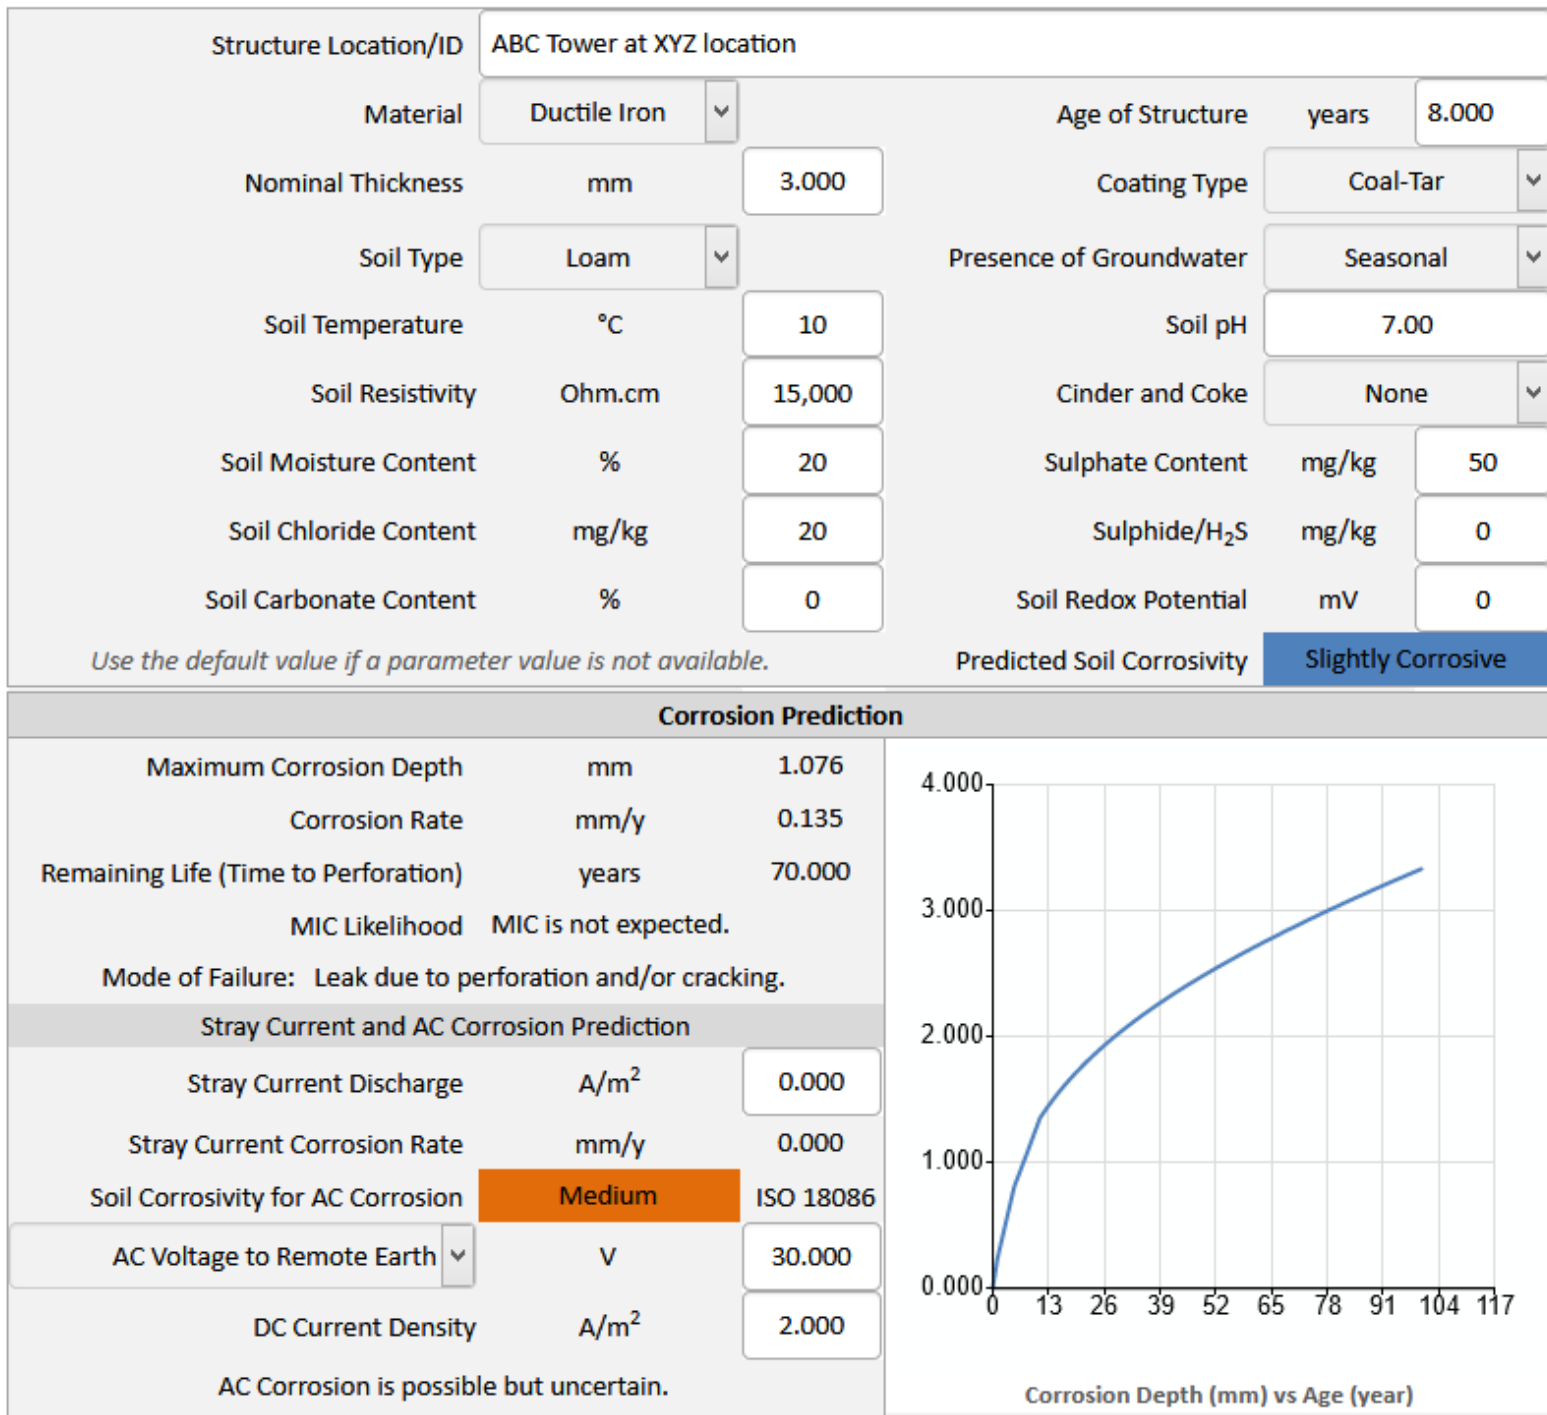 Structure Location/ID ABC Tower at XYZ location
Material Ductile Iron Age of Structure years 8.000
Nominal Thickness mm 3.000 Coating Type Coal-Tar
Soil Type Loam Presence of Groundwater Seasonal
Soil Temperature °C 10 Soil pH 7.00
Soil Resistivity Ohm.cm 15,000 Cinder and Coke None
Soil Moisture Content % 20 Sulphate Content mg/kg 50
Soil Chloride Content mg/kg 20 Sulphide/H₂S mg/kg 0
Soil Carbonate Content % 0 Soil Redox Potential mV 0
Use the default value if a parameter value is not available. Predicted Soil Corrosivity Slightly Corrosive
Corrosion Prediction
Maximum Corrosion Depth mm 1.076
Corrosion Rate mm/y 0.135
Remaining Life (Time to Perforation) years 70.000
MIC Likelihood MIC is not expected.
Mode of Failure: Leak due to perforation and/or cracking.
Stray Current and AC Corrosion Prediction
Stray Current Discharge A/m² 0.000
Stray Current Corrosion Rate mm/y 0.000
Soil Corrosivity for AC Corrosion Medium ISO 18086
AC Voltage to Remote Earth V 30.000
DC Current Density A/m² 2.000
AC Corrosion is possible but uncertain.
4.000
3.000
2.000
1.000
0.000
0 13 26 39 52 65 78 91 104 117
Corrosion Depth (mm) vs Age (year)